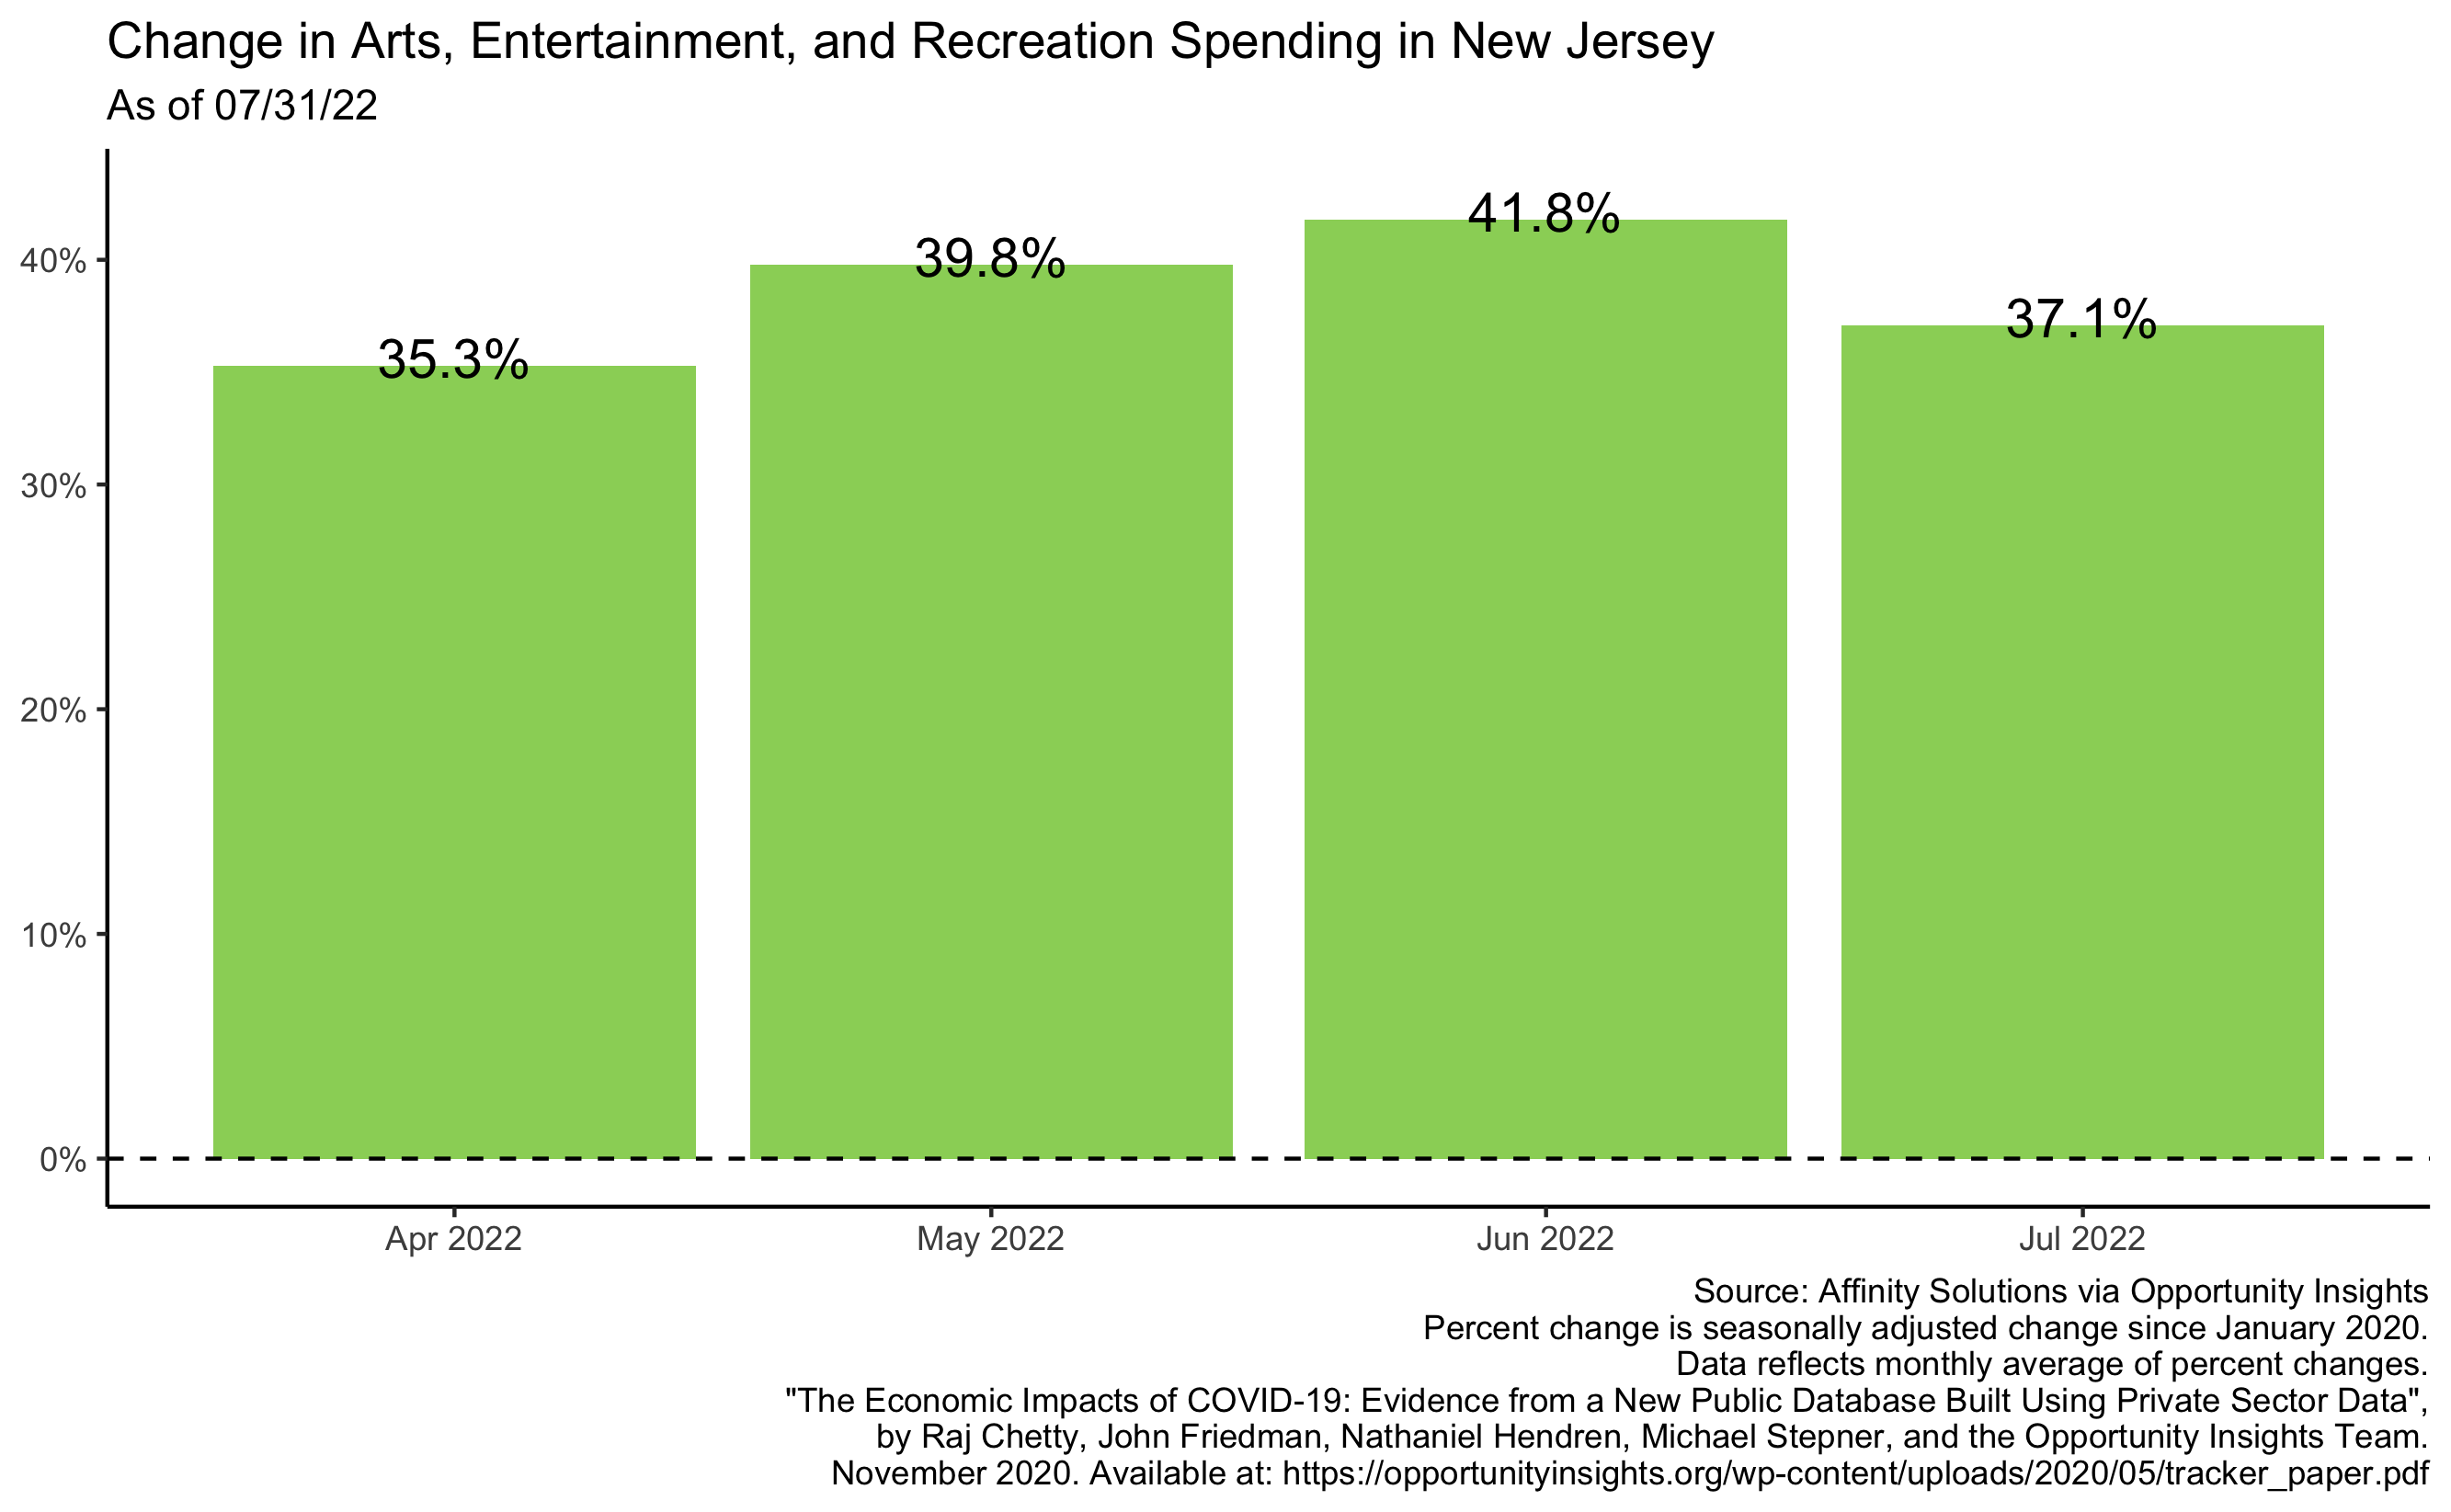 Change in Arts, Entertainment, and Recreation Spending in New Jersey
As of 07/31/22
40%
30%
20%
10%
0%
35.3%
39.8%
41.8%
37.1%
Apr 2022
May 2022
Jun 2022
Jul 2022
Source: Affinity Solutions via Opportunity Insights
Percent change is seasonally adjusted change since January 2020.
Data reflects monthly average of percent changes.
"The Economic Impacts of COVID-19: Evidence from a New Public Database Built Using Private Sector Data",
by Raj Chetty, John Friedman, Nathaniel Hendren, Michael Stepner, and the Opportunity Insights Team.
November 2020. Available at: https://opportunityinsights.org/wp-content/uploads/2020/05/tracker_paper.pdf